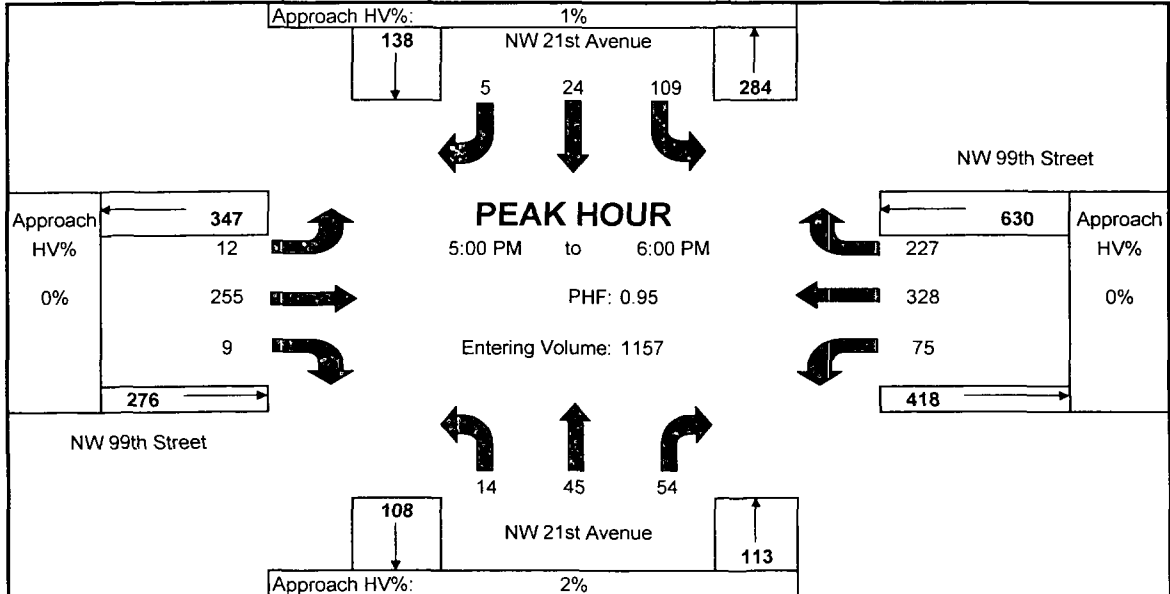 Approach HV%: 1%
138 NW 21st Avenue 284
5 24 109
NW 99th Street
Approach HV% 0%
347
12
255
9
276
NW 99th Street
PEAK HOUR
5:00 PM to 6:00 PM
PHF: 0.95
Entering Volume: 1157
630
227
328
75
418
Approach HV% 0%
14 45 54
108 NW 21st Avenue 113
Approach HV%: 2%